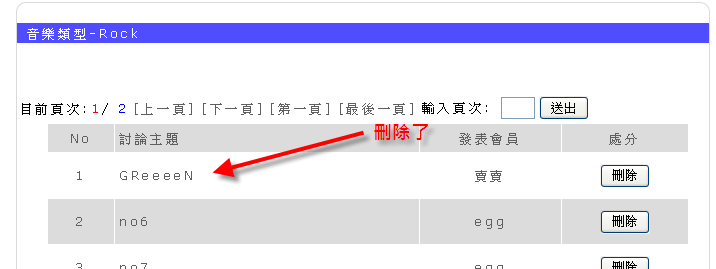 音樂類型-Rock
目前頁次:1/ 2 [上一頁] [下一頁] [第一頁] [最後一頁] 輸入頁次: 送出
No 討論主題 發表會員 處分
刪除了
1 GReeeeN 賣賣 刪除
2 no6 egg 刪除
3 no7 egg 刪除